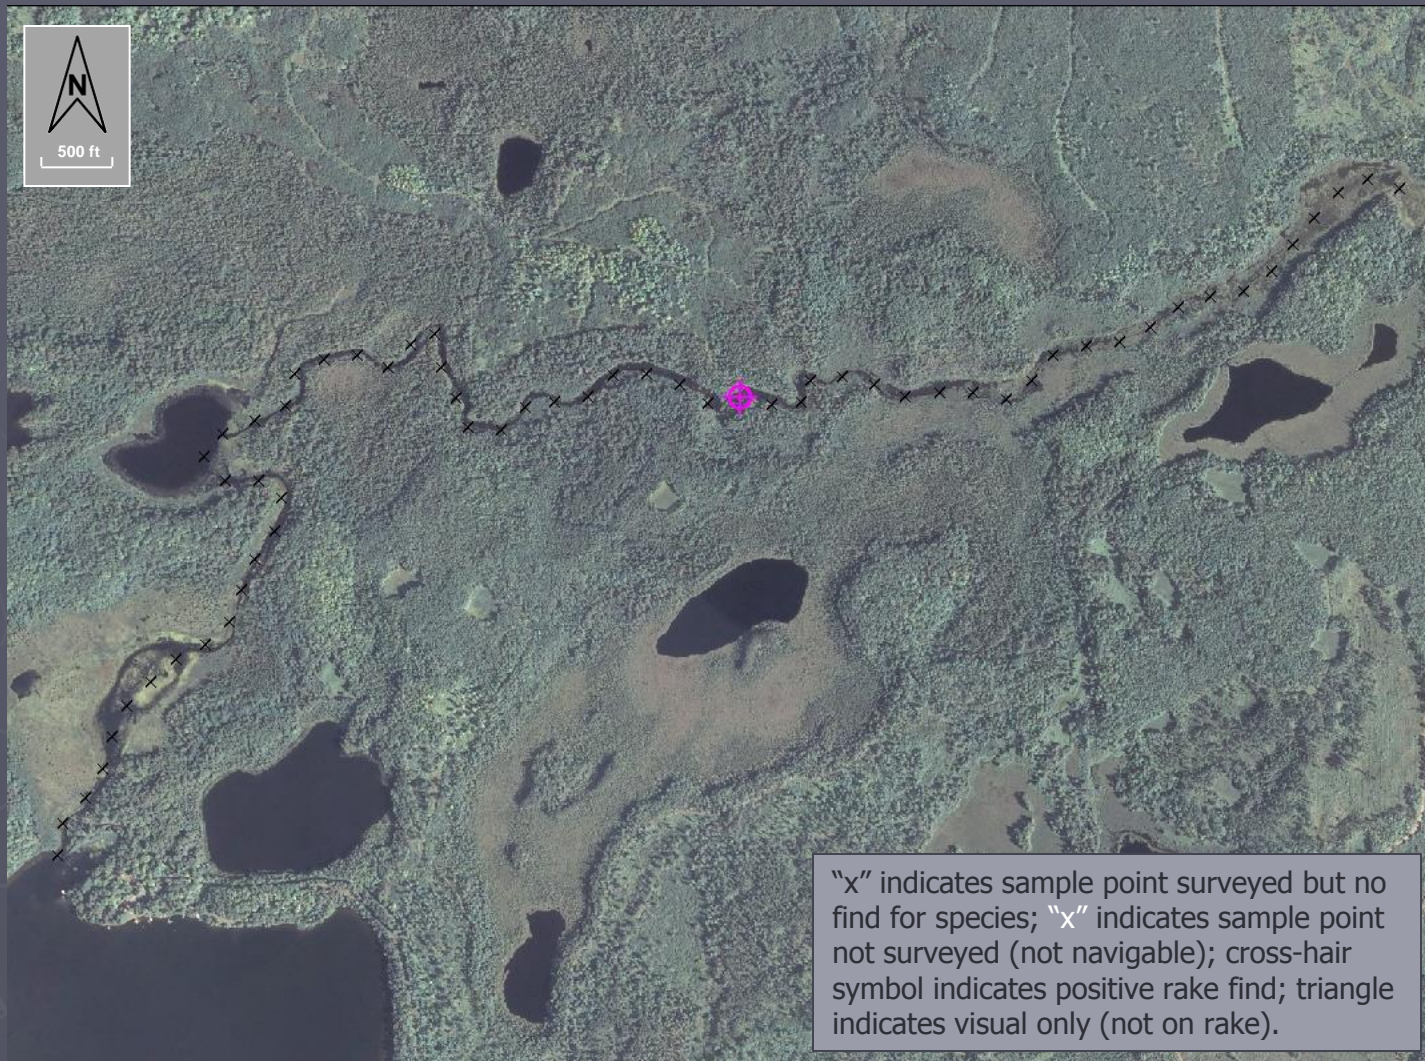 N
500 ft
“x” indicates sample point surveyed but no
find for species; “x” indicates sample point
not surveyed (not navigable); cross-hair
symbol indicates positive rake find; triangle
indicates visual only (not on rake).